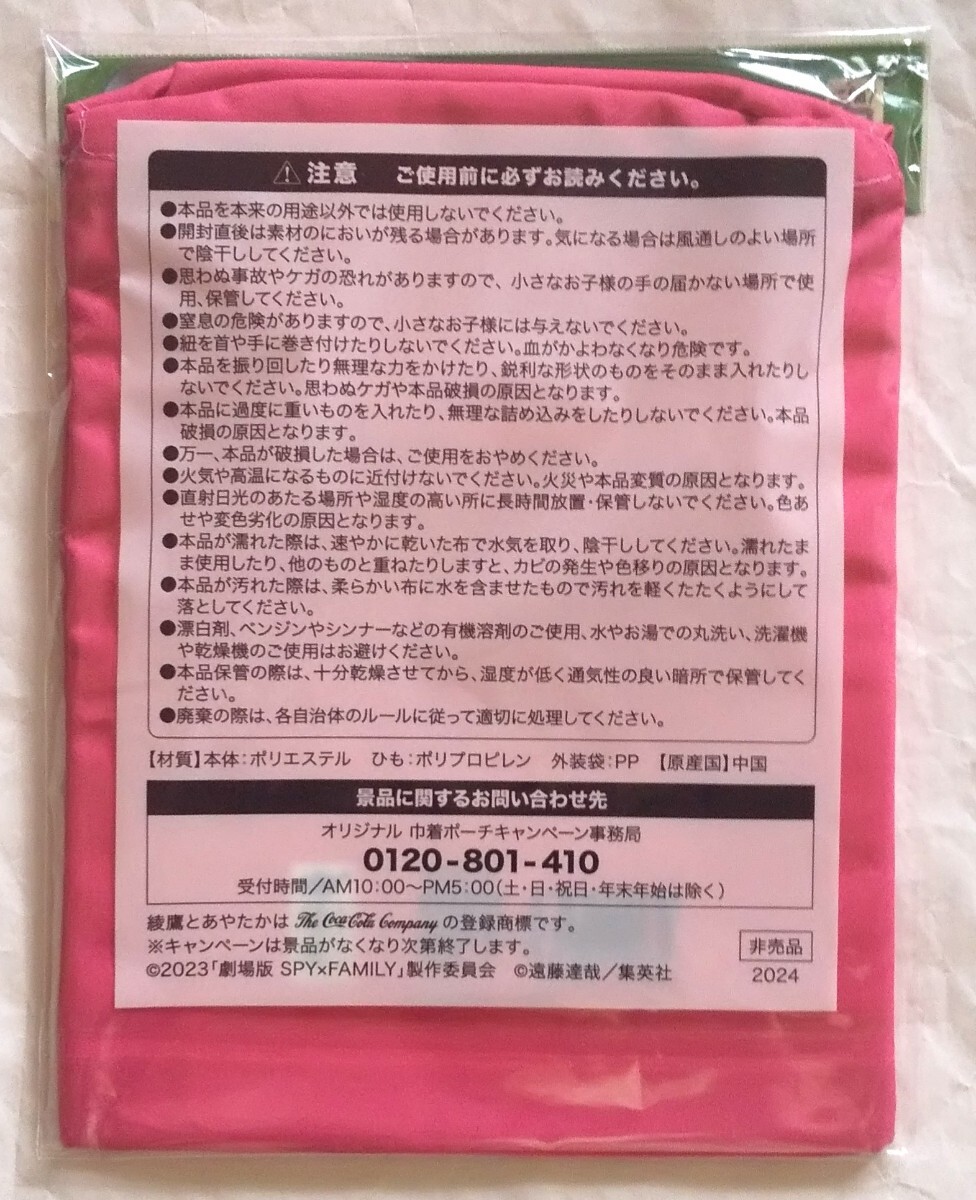 ⚠ 注意 ご使用前に必ずお読みください。
●本品を本来の用途以外では使用しないでください。
●開封直後は素材のにおいが残る場合があります。気になる場合は風通しのよい場所
で陰干ししてください。
●思わぬ事故やケガの恐れがありますので、小さなお子様の手の届かない場所で使
用、保管してください。
●窒息の危険がありますので、小さなお子様には与えないでください。
●紐を首や手に巻き付けたりしないでください。血がかよわなくなり危険です。
●本品を振り回したり無理な力をかけたり、鋭利な形状のものをそのまま入れたりし
ないでください。思わぬケガや本品破損の原因となります。
●本品に過度に重いものを入れたり、無理な詰め込みをしたりしないでください。本品
破損の原因となります。
●万一、本品が破損した場合は、ご使用をおやめください。
●火気や高温になるものに近付けないでください。火災や本品変質の原因となります。
●直射日光のあたる場所や湿度の高い所に長時間放置・保管しないでください。色あ
せや変色劣化の原因となります。
●本品が濡れた際は、速やかに乾いた布で水気を取り、陰干ししてください。濡れたま
ま使用したり、他のものと重ねたりしますと、カビの発生や色移りの原因となります。
●本品が汚れた際は、柔らかい布に水を含ませたもので汚れを軽くたたくようにして
落としてください。
●漂白剤、ベンジンやシンナーなどの有機溶剤のご使用、水やお湯での丸洗い、洗濯機
や乾燥機のご使用はお避けください。
●本品保管の際は、十分乾燥させてから、湿度が低く通気性の良い暗所で保管してく
ださい。
●廃棄の際は、各自治体のルールに従って適切に処理してください。
【材質】本体:ポリエステル ひも:ポリプロピレン 外装袋:PP 【原産国】中国
景品に関するお問い合わせ先
オリジナル 巾着ポーチキャンペーン事務局
0120-801-410
受付時間/AM10:00〜PM5:00(土・日・祝日・年末年始は除く)
綾鷹とあやたかは The Coca-Cola Company の登録商標です。
※キャンペーンは景品がなくなり次第終了します。
©2023「劇場版 SPY×FAMILY」製作委員会 ©遠藤達哉/集英社
非売品
2024